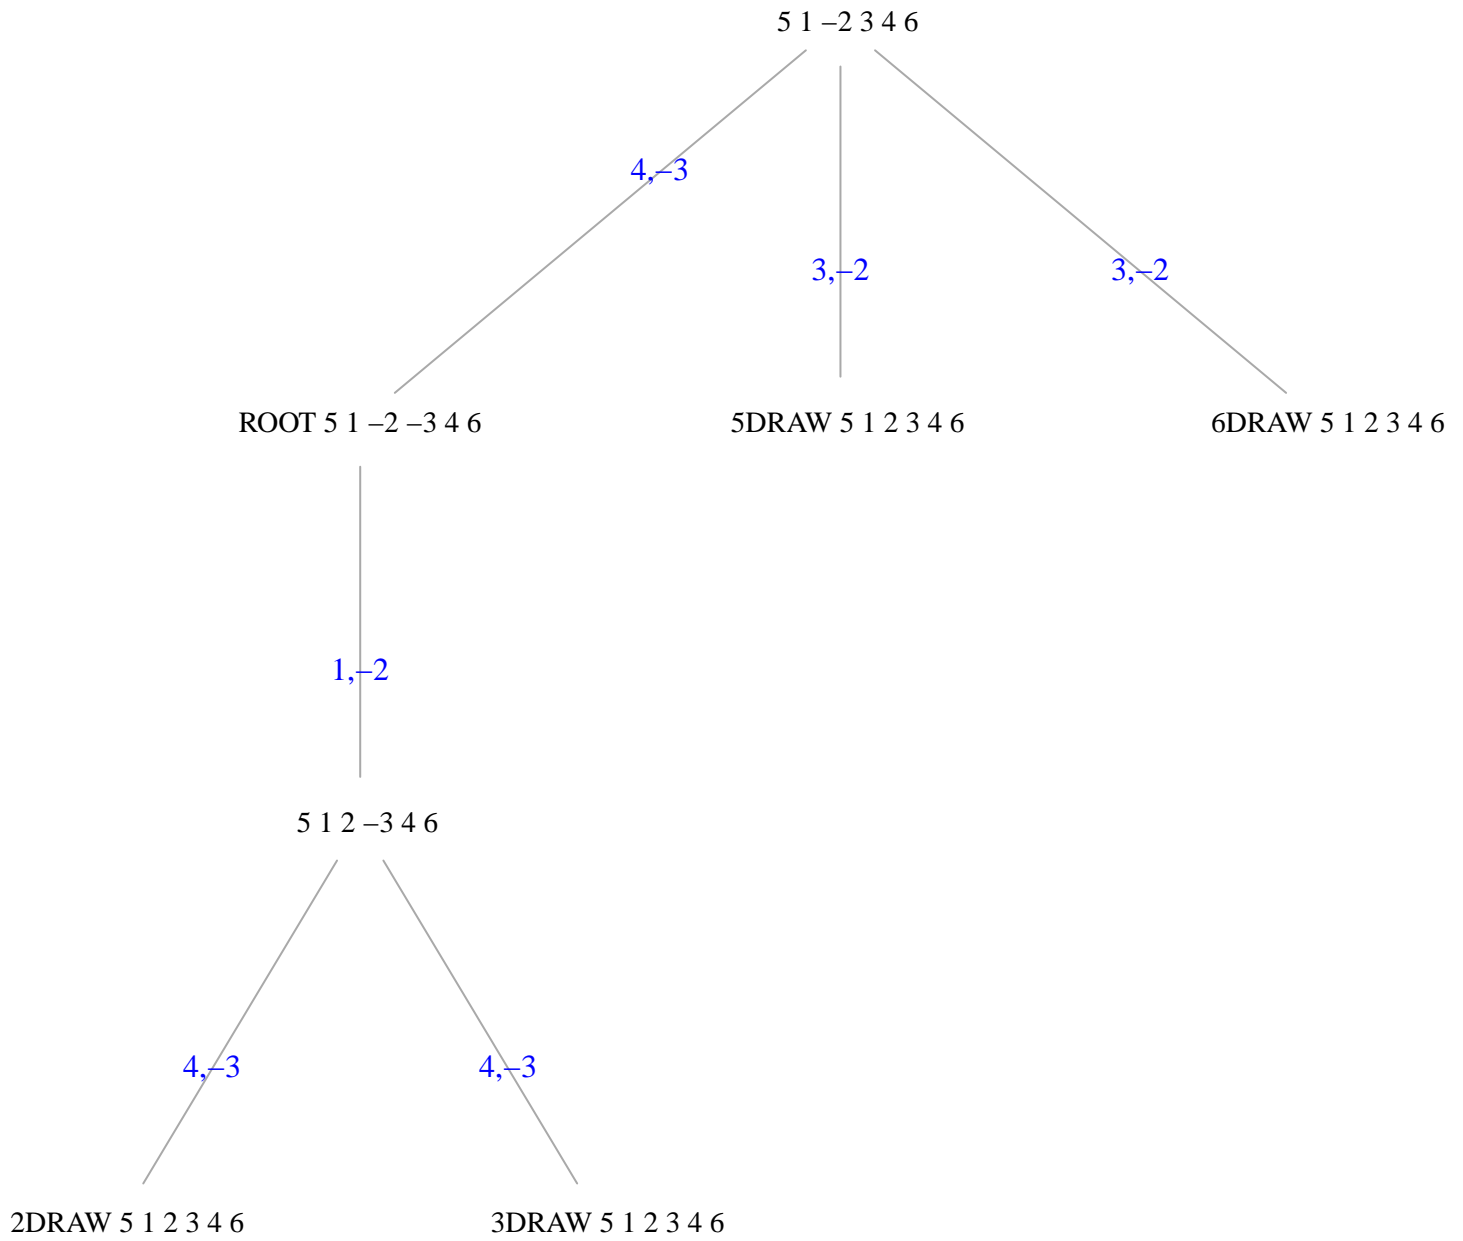 5 1 –2 3 4 6
4,–3
3,–2
3,–2
ROOT 5 1 –2 –3 4 6
5DRAW 5 1 2 3 4 6
6DRAW 5 1 2 3 4 6
1,–2
5 1 2 –3 4 6
4,–3
4,–3
2DRAW 5 1 2 3 4 6
3DRAW 5 1 2 3 4 6